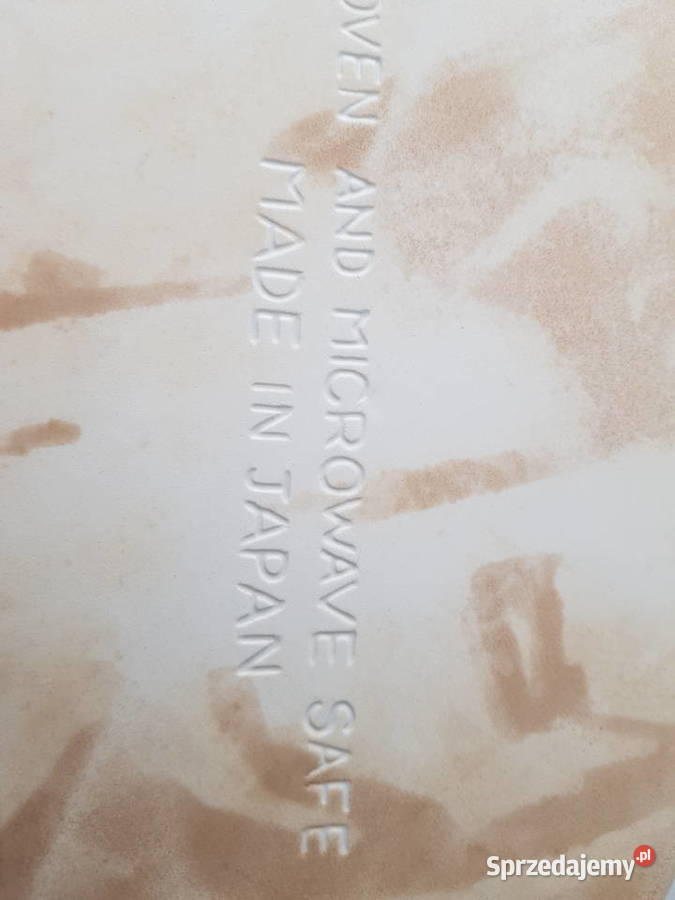 OVEN AND MICROWAVE SAFE
MADE IN JAPAN
Sprzedajemy.pl